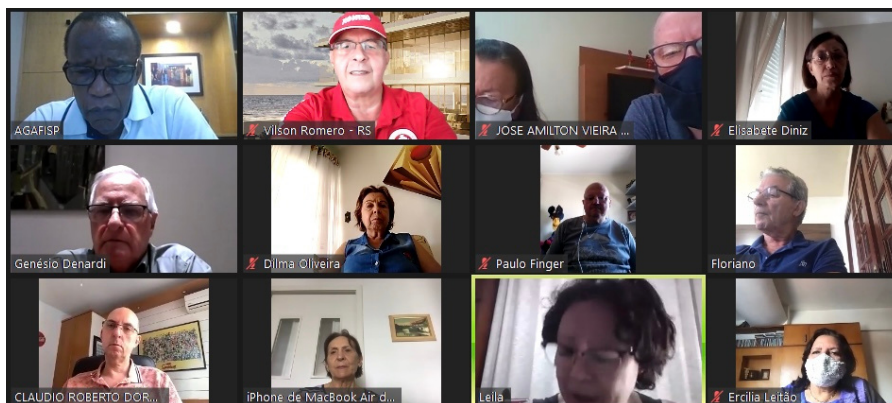 AGAFISP
Vilson Romero - RS
JOSE AMILTON VIEIRA ...
Elisabete Diniz
Genésio Denardi
Dilma Oliveira
Paulo Finger
Floriano
CLAUDIO ROBERTO DOR...
iPhone de MacBook Air d...
Leila
Ercilia Leitão